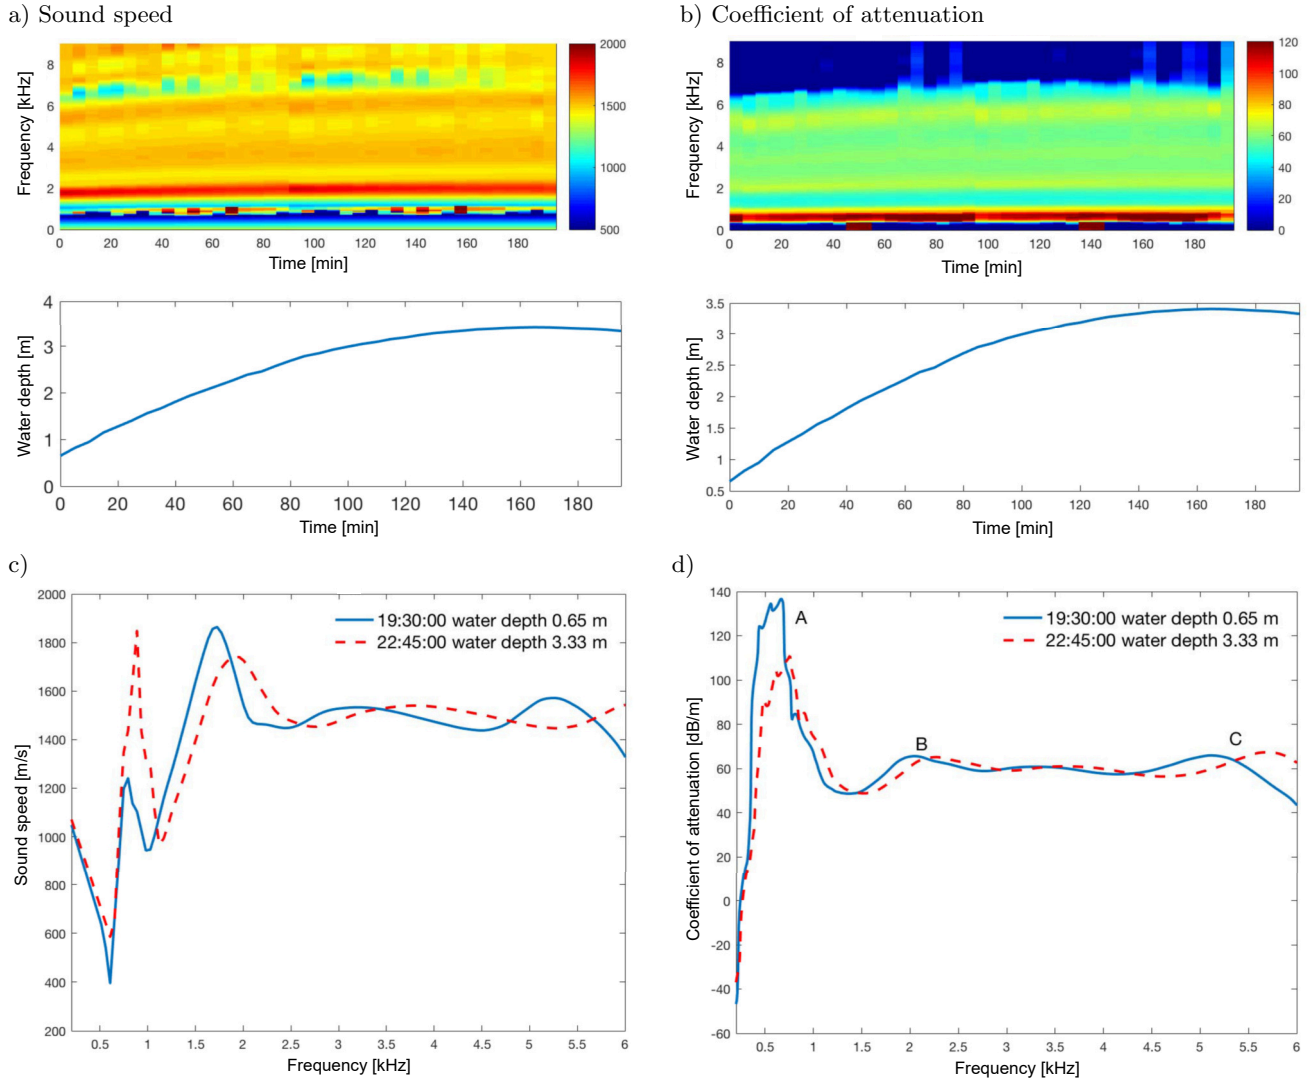 a) Sound speed
b) Coefficient of attenuation
Frequency [kHz]
8
6
4
2
0
0 20 40 60 80 100 120 140 160 180
Time [min]
2000
1500
1000
500
Frequency [kHz]
8
6
4
2
0
0 20 40 60 80 100 120 140 160 180
Time [min]
120
100
80
60
40
20
0
Water depth [m]
4
3
2
1
0
0 20 40 60 80 100 120 140 160 180
Time [min]
Water depth [m]
3.5
3
2.5
2
1.5
1
0.5
0 20 40 60 80 100 120 140 160 180
Time [min]
c)
Sound speed [m/s]
2000
1800
1600
1400
1200
1000
800
600
400
200
19:30:00 water depth 0.65 m
22:45:00 water depth 3.33 m
0.5 1 1.5 2 2.5 3 3.5 4 4.5 5 5.5 6
Frequency [kHz]
d)
Coefficient of attenuation [dB/m]
140
120
100
80
60
40
20
0
-20
-40
-60
19:30:00 water depth 0.65 m
22:45:00 water depth 3.33 m
A
B
C
0.5 1 1.5 2 2.5 3 3.5 4 4.5 5 5.5 6
Frequency [kHz]